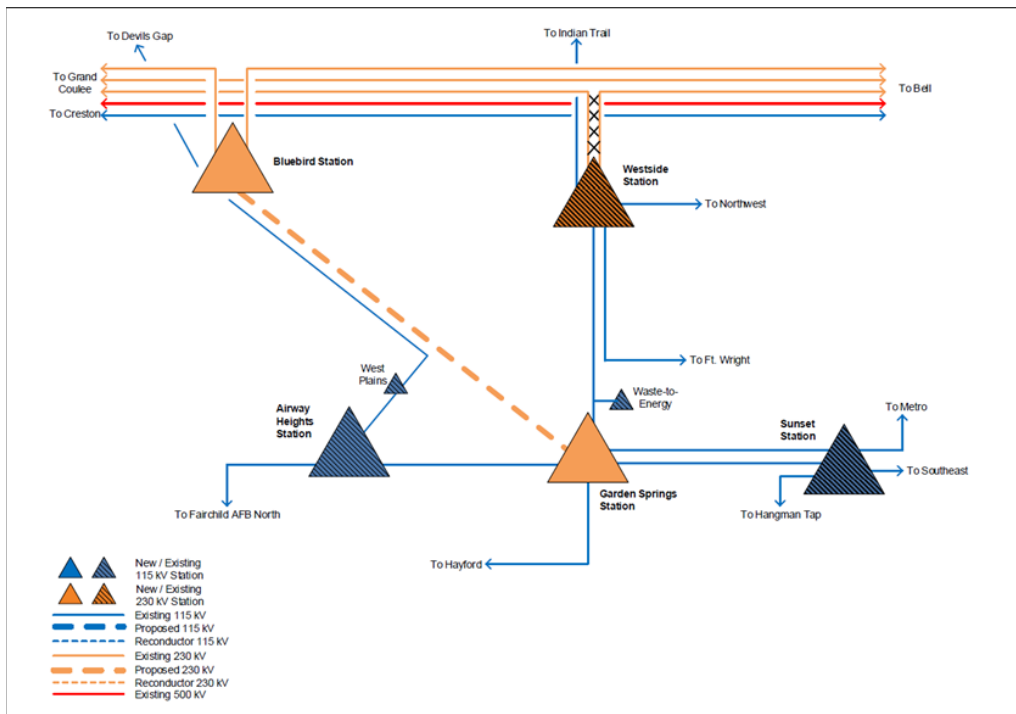 To Devils Gap
To Indian Trail
To Grand
Coulee
To Bell
To Creston
Bluebird Station
Westside
Station
To Northwest
To Ft. Wright
West
Plains
Waste-to-
Energy
Airway
Heights
Station
To Metro
Sunset
Station
To Southeast
Garden Springs
Station
To Fairchild AFB North
To Hangman Tap
To Hayford
New / Existing
115 kV Station
New / Existing
230 kV Station
Existing 115 kV
Proposed 115 kV
Reconductor 115 kV
Existing 230 kV
Proposed 230 kV
Reconductor 230 kV
Existing 500 kV